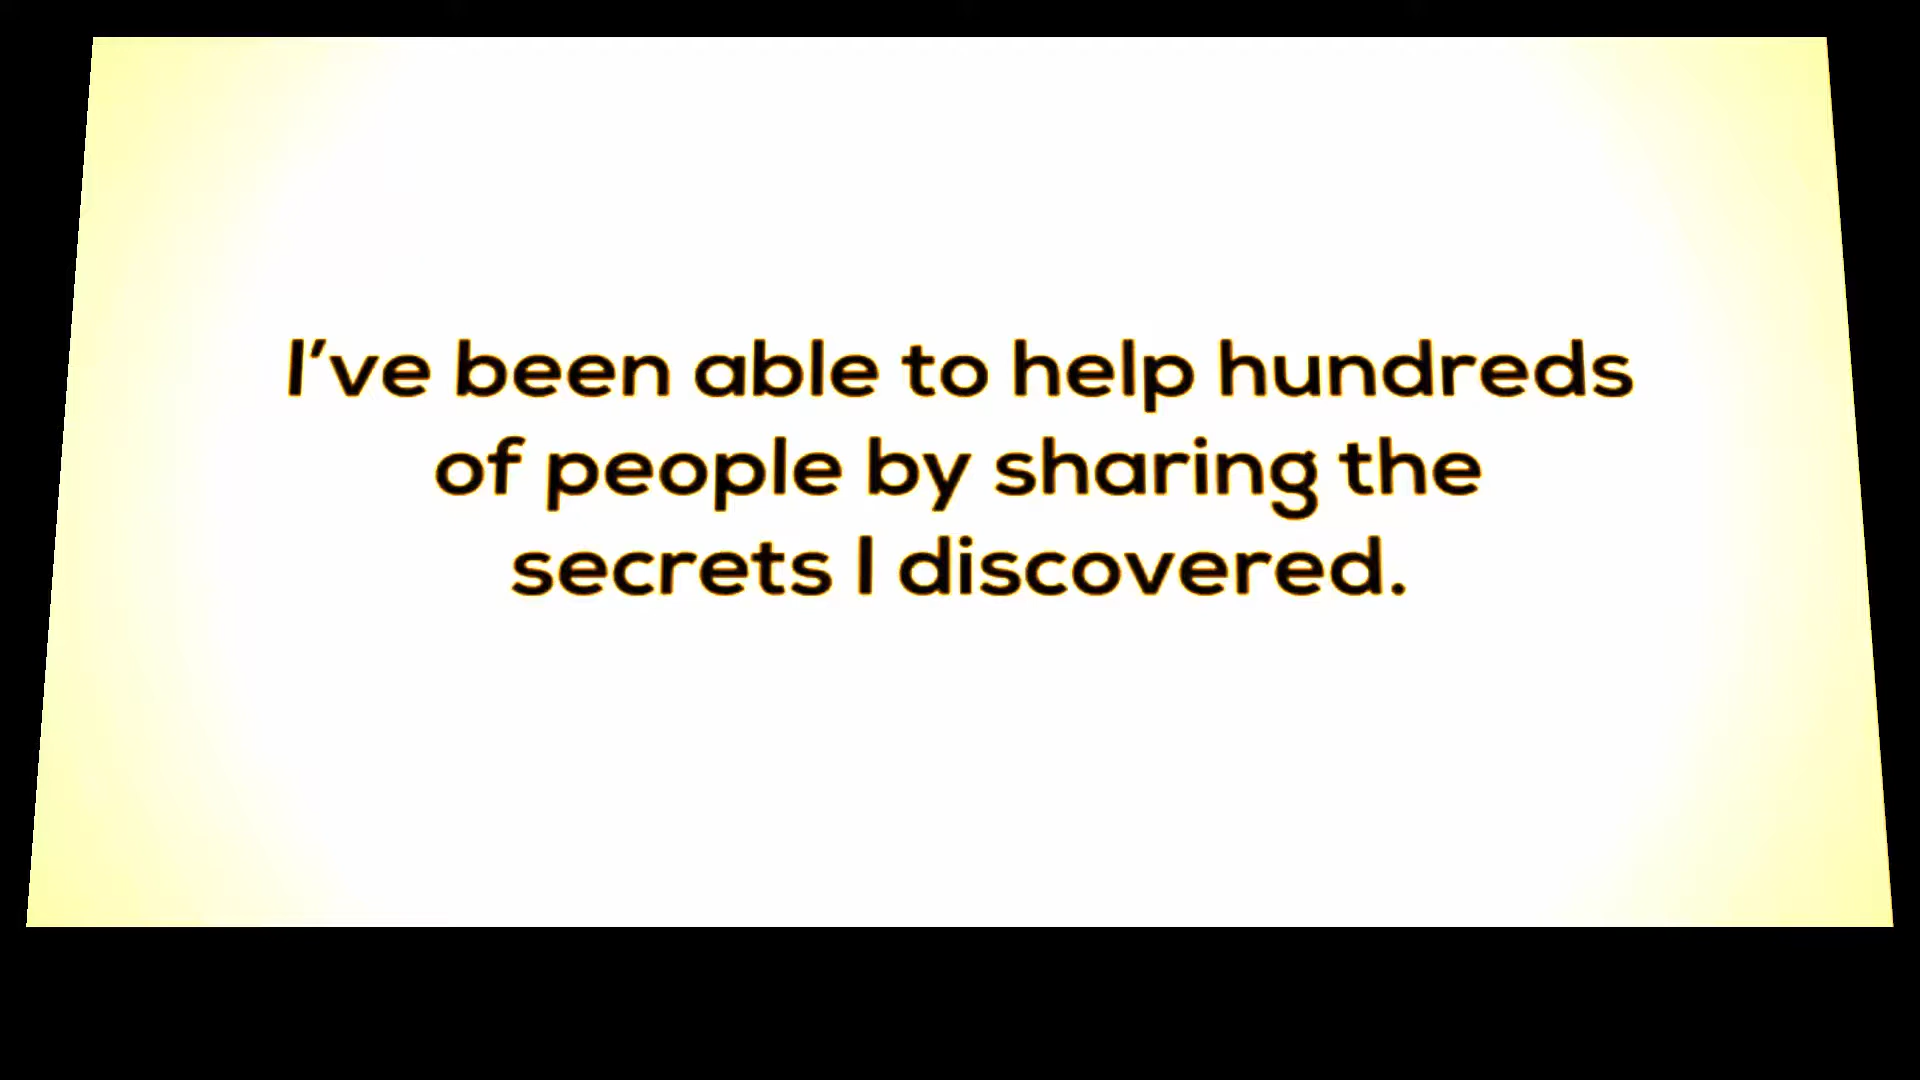 I’ve been able to help hundreds
of people by sharing the
secrets I discovered.